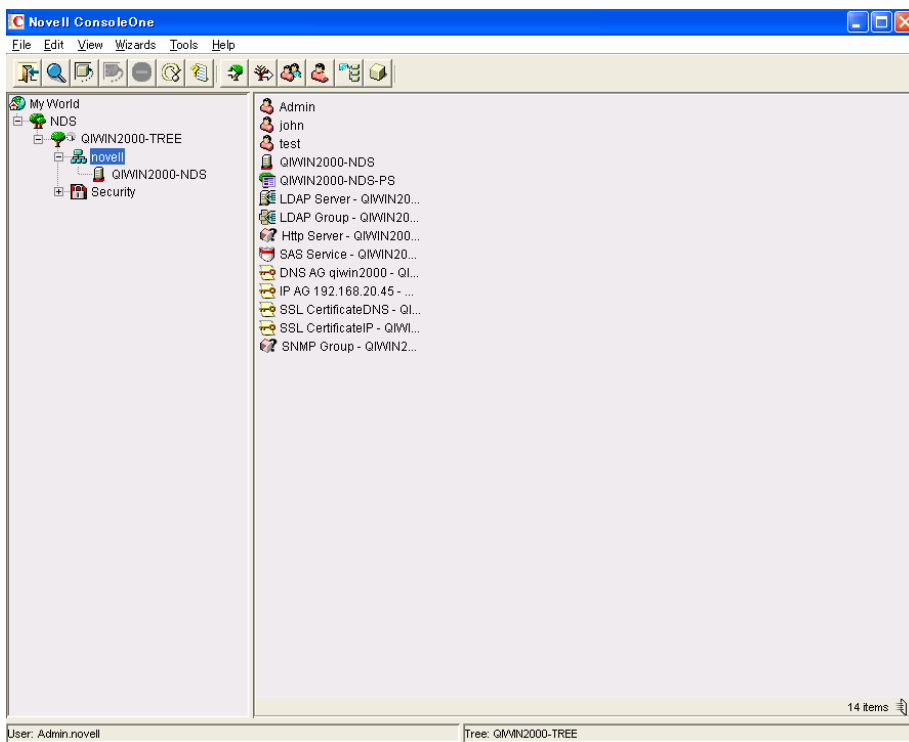 Novell ConsoleOne
File Edit View Wizards Tools Help
My World
NDS
QIWIN2000-TREE
novell
QIWIN2000-NDS
Security
Admin
john
test
QIWIN2000-NDS
QIWIN2000-NDS-PS
LDAP Server - QIWIN20...
LDAP Group - QIWIN20...
Http Server - QIWIN200...
SAS Service - QIWIN20...
DNS AG qiwin2000 - QI...
IP AG 192.168.20.45 - ...
SSL CertificateDNS - QI...
SSL CertificateIP - QIWI...
SNMP Group - QIWIN2...
14 items
User: Admin.novell
Tree: QIWIN2000-TREE